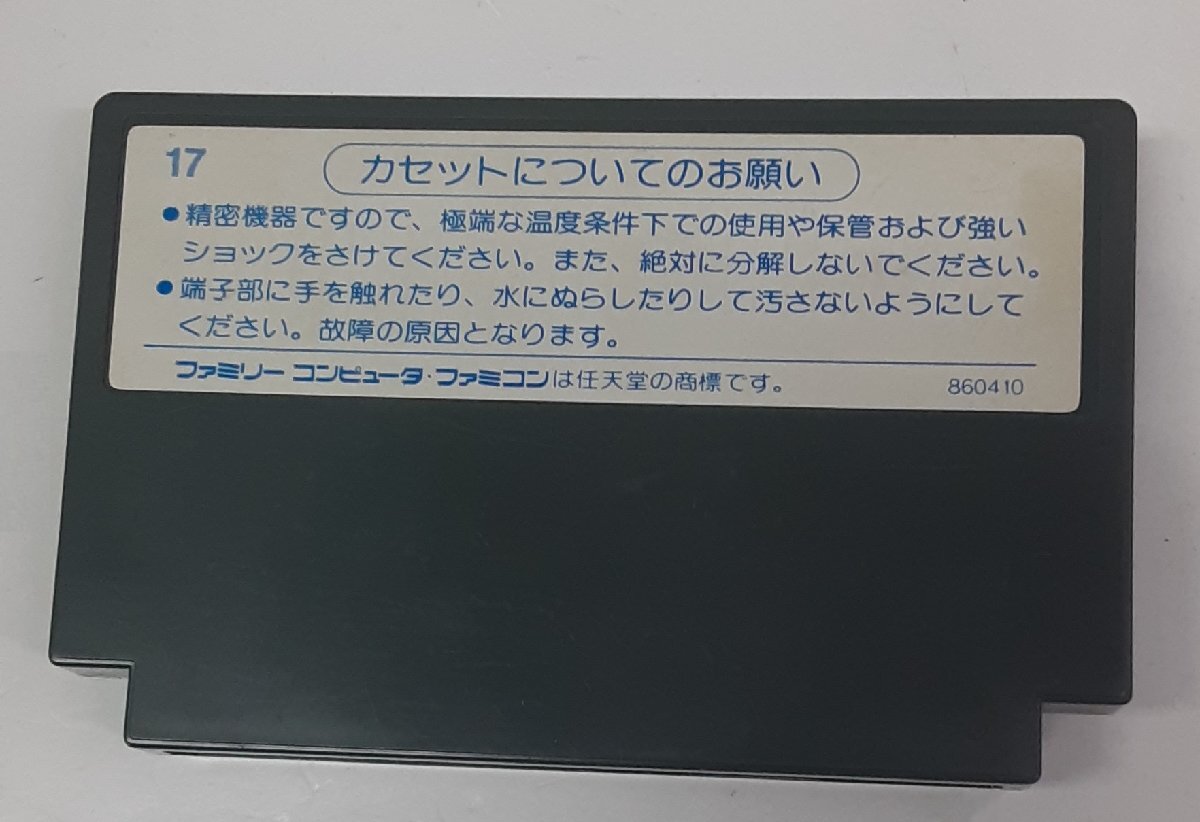 17
カセットについてのお願い
●精密機器ですので、極端な温度条件下での使用や保管および強い
ショックをさけてください。また、絶対に分解しないでください。
●端子部に手を触れたり、水にぬらしたりして汚さないようにして
ください。故障の原因となります。
ファミリーコンピュータ・ファミコンは任天堂の商標です。 860410